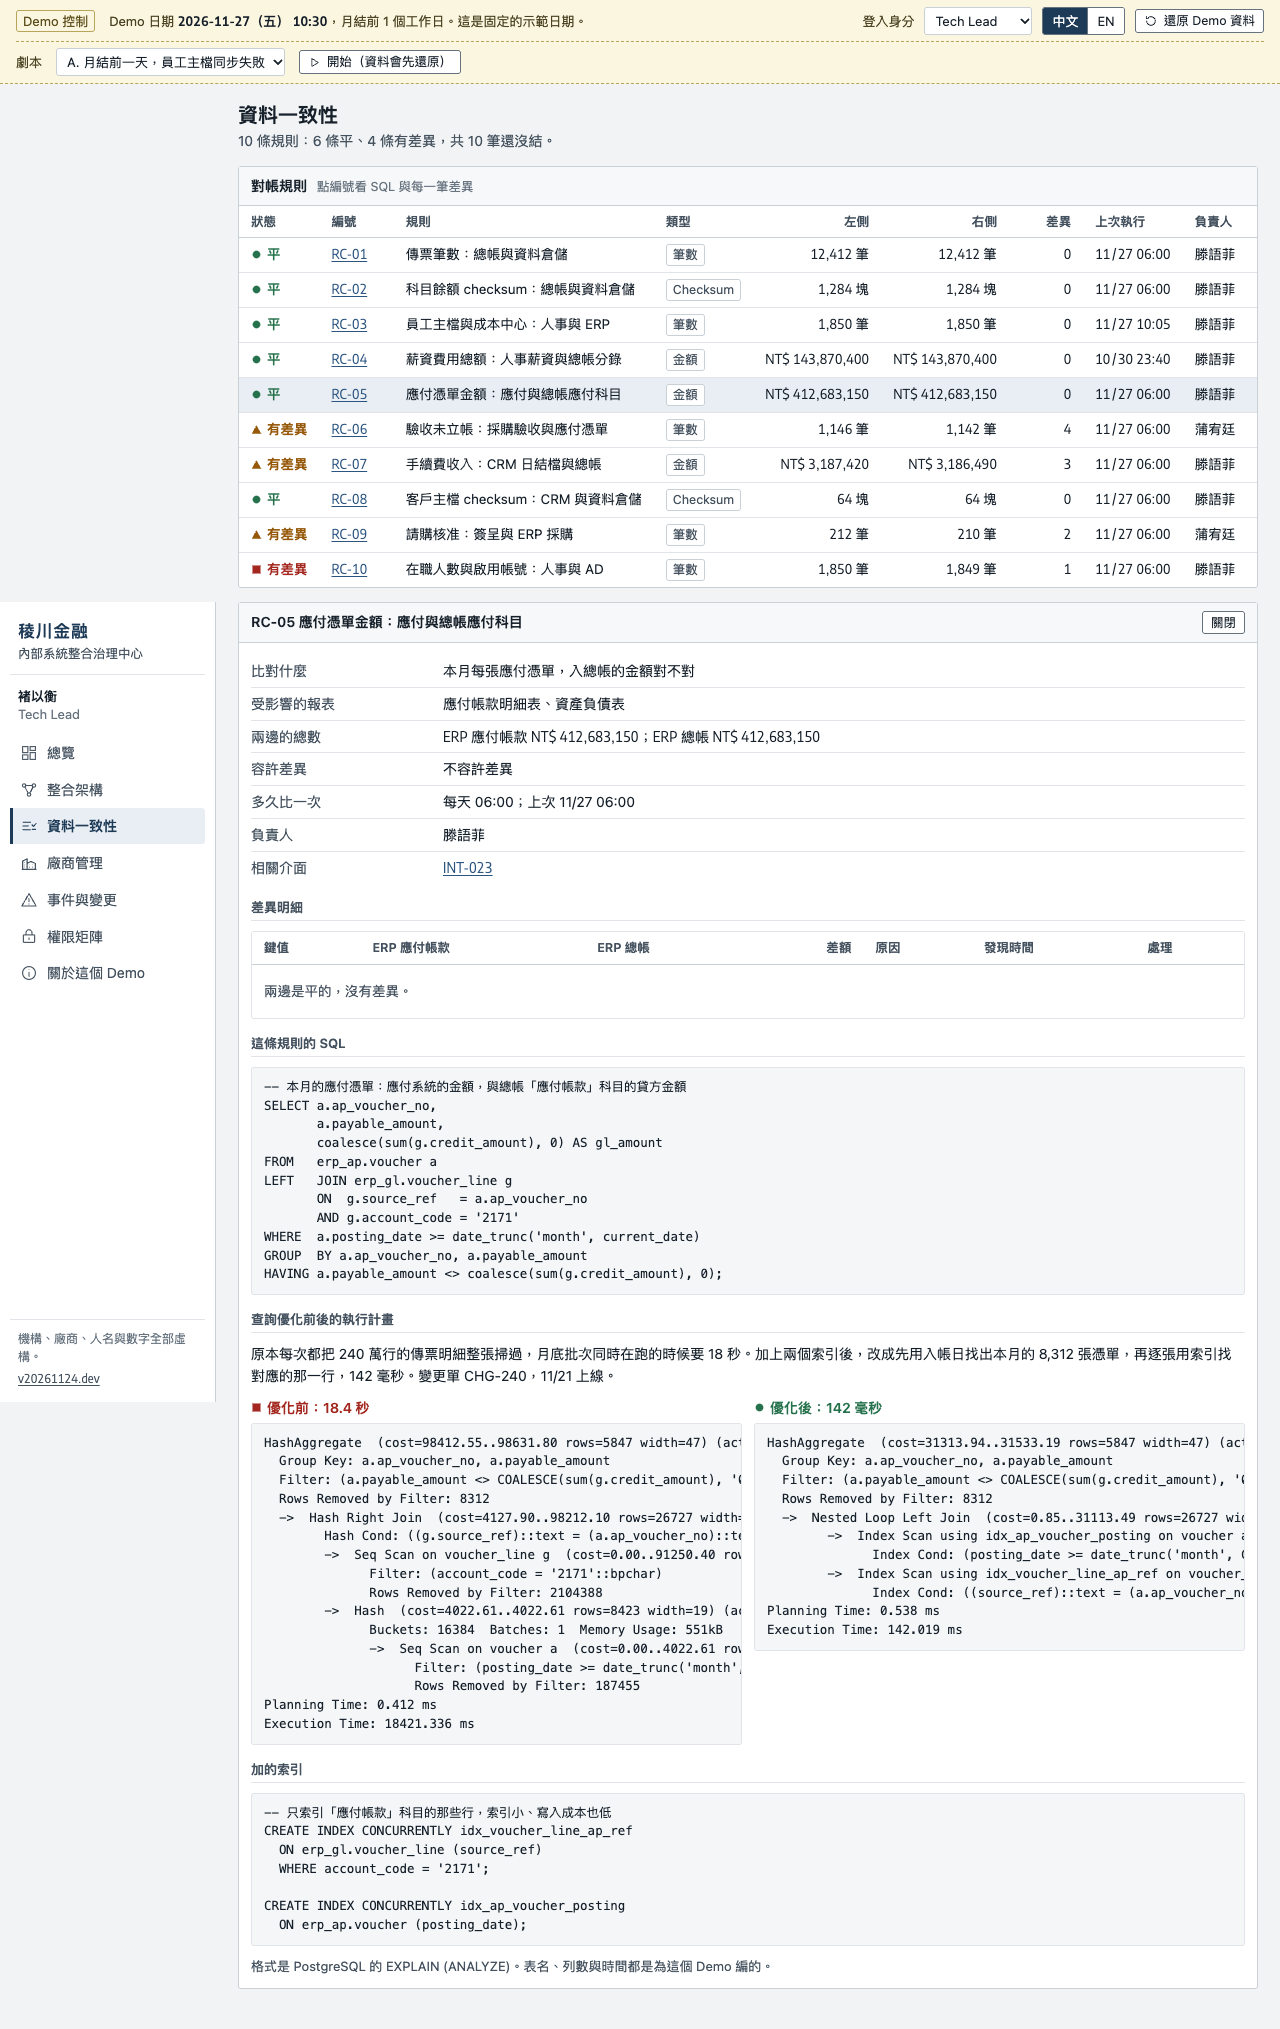 Demo 控制 Demo 日期 2026-11-27（五） 10:30，月結前 1 個工作日。這是固定的示範日期。 登入身分 Tech Lead 中文 EN 還原 Demo 資料
劇本 A. 月結前一天，員工主檔同步失敗 開始（資料會先還原）
資料一致性
10 條規則：6 條平、4 條有差異，共 10 筆還沒結。
對帳規則 點編號看 SQL 與每一筆差異
狀態 編號 規則 類型 左側 右側 差異 上次執行 負責人
平 RC-01 傳票筆數：總帳與資料倉儲 筆數 12,412 筆 12,412 筆 0 11/27 06:00 滕語菲
平 RC-02 科目餘額 checksum：總帳與資料倉儲 Checksum 1,284 塊 1,284 塊 0 11/27 06:00 滕語菲
平 RC-03 員工主檔與成本中心：人事與 ERP 筆數 1,850 筆 1,850 筆 0 11/27 10:05 滕語菲
平 RC-04 薪資費用總額：人事薪資與總帳分錄 金額 NT$ 143,870,400 NT$ 143,870,400 0 10/30 23:40 滕語菲
平 RC-05 應付憑單金額：應付與總帳應付科目 金額 NT$ 412,683,150 NT$ 412,683,150 0 11/27 06:00 滕語菲
有差異 RC-06 驗收未立帳：採購驗收與應付憑單 筆數 1,146 筆 1,142 筆 4 11/27 06:00 蒲宥廷
有差異 RC-07 手續費收入：CRM 日結檔與總帳 金額 NT$ 3,187,420 NT$ 3,186,490 3 11/27 06:00 滕語菲
平 RC-08 客戶主檔 checksum：CRM 與資料倉儲 Checksum 64 塊 64 塊 0 11/27 06:00 滕語菲
有差異 RC-09 請購核准：簽呈與 ERP 採購 筆數 212 筆 210 筆 2 11/27 06:00 蒲宥廷
有差異 RC-10 在職人數與啟用帳號：人事與 AD 筆數 1,850 筆 1,849 筆 1 11/27 06:00 滕語菲
稜川金融
內部系統整合治理中心
褚以衡
Tech Lead
總覽
整合架構
資料一致性
廠商管理
事件與變更
權限矩陣
關於這個 Demo
機構、廠商、人名與數字全部虛
構。
v20261124.dev
RC-05 應付憑單金額：應付與總帳應付科目 關閉
比對什麼 本月每張應付憑單，入總帳的金額對不對
受影響的報表 應付帳款明細表、資產負債表
兩邊的總數 ERP 應付帳款 NT$ 412,683,150；ERP 總帳 NT$ 412,683,150
容許差異 不容許差異
多久比一次 每天 06:00；上次 11/27 06:00
負責人 滕語菲
相關介面 INT-023
差異明細
鍵值 ERP 應付帳款 ERP 總帳 差額 原因 發現時間 處理
兩邊是平的，沒有差異。
這條規則的 SQL
-- 本月的應付憑單：應付系統的金額，與總帳「應付帳款」科目的貸方金額
SELECT a.ap_voucher_no,
       a.payable_amount,
       coalesce(sum(g.credit_amount), 0) AS gl_amount
FROM   erp_ap.voucher a
LEFT   JOIN erp_gl.voucher_line g
       ON  g.source_ref   = a.ap_voucher_no
       AND g.account_code = '2171'
WHERE  a.posting_date >= date_trunc('month', current_date)
GROUP  BY a.ap_voucher_no, a.payable_amount
HAVING a.payable_amount <> coalesce(sum(g.credit_amount), 0);
查詢優化前後的執行計畫
原本每次都把 240 萬行的傳票明細整張掃過，月底批次同時在跑的時候要 18 秒。加上兩個索引後，改成先用入帳日找出本月的 8,312 張憑單，再逐張用索引找
對應的那一行，142 毫秒。變更單 CHG-240，11/21 上線。
優化前：18.4 秒
HashAggregate  (cost=98412.55..98631.80 rows=5847 width=47) (act
  Group Key: a.ap_voucher_no, a.payable_amount
  Filter: (a.payable_amount <> COALESCE(sum(g.credit_amount), '0
  Rows Removed by Filter: 8312
  ->  Hash Right Join  (cost=4127.90..98212.10 rows=26727 width=
        Hash Cond: ((g.source_ref)::text = (a.ap_voucher_no)::te
        ->  Seq Scan on voucher_line g  (cost=0.00..91250.40 row
              Filter: (account_code = '2171'::bpchar)
              Rows Removed by Filter: 2104388
        ->  Hash  (cost=4022.61..4022.61 rows=8423 width=19) (ac
              Buckets: 16384  Batches: 1  Memory Usage: 551kB
              ->  Seq Scan on voucher a  (cost=0.00..4022.61 row
                    Filter: (posting_date >= date_trunc('month',
                    Rows Removed by Filter: 187455
Planning Time: 0.412 ms
Execution Time: 18421.336 ms
優化後：142 毫秒
HashAggregate  (cost=31313.94..31533.19 rows=5847 width=47) (act
  Group Key: a.ap_voucher_no, a.payable_amount
  Filter: (a.payable_amount <> COALESCE(sum(g.credit_amount), '0
  Rows Removed by Filter: 8312
  ->  Nested Loop Left Join  (cost=0.85..31113.49 rows=26727 wid
        ->  Index Scan using idx_ap_voucher_posting on voucher a
              Index Cond: (posting_date >= date_trunc('month', C
        ->  Index Scan using idx_voucher_line_ap_ref on voucher_
              Index Cond: ((source_ref)::text = (a.ap_voucher_no
Planning Time: 0.538 ms
Execution Time: 142.019 ms
加的索引
-- 只索引「應付帳款」科目的那些行，索引小、寫入成本也低
CREATE INDEX CONCURRENTLY idx_voucher_line_ap_ref
  ON erp_gl.voucher_line (source_ref)
  WHERE account_code = '2171';
CREATE INDEX CONCURRENTLY idx_ap_voucher_posting
  ON erp_ap.voucher (posting_date);
格式是 PostgreSQL 的 EXPLAIN (ANALYZE)。表名、列數與時間都是為這個 Demo 編的。